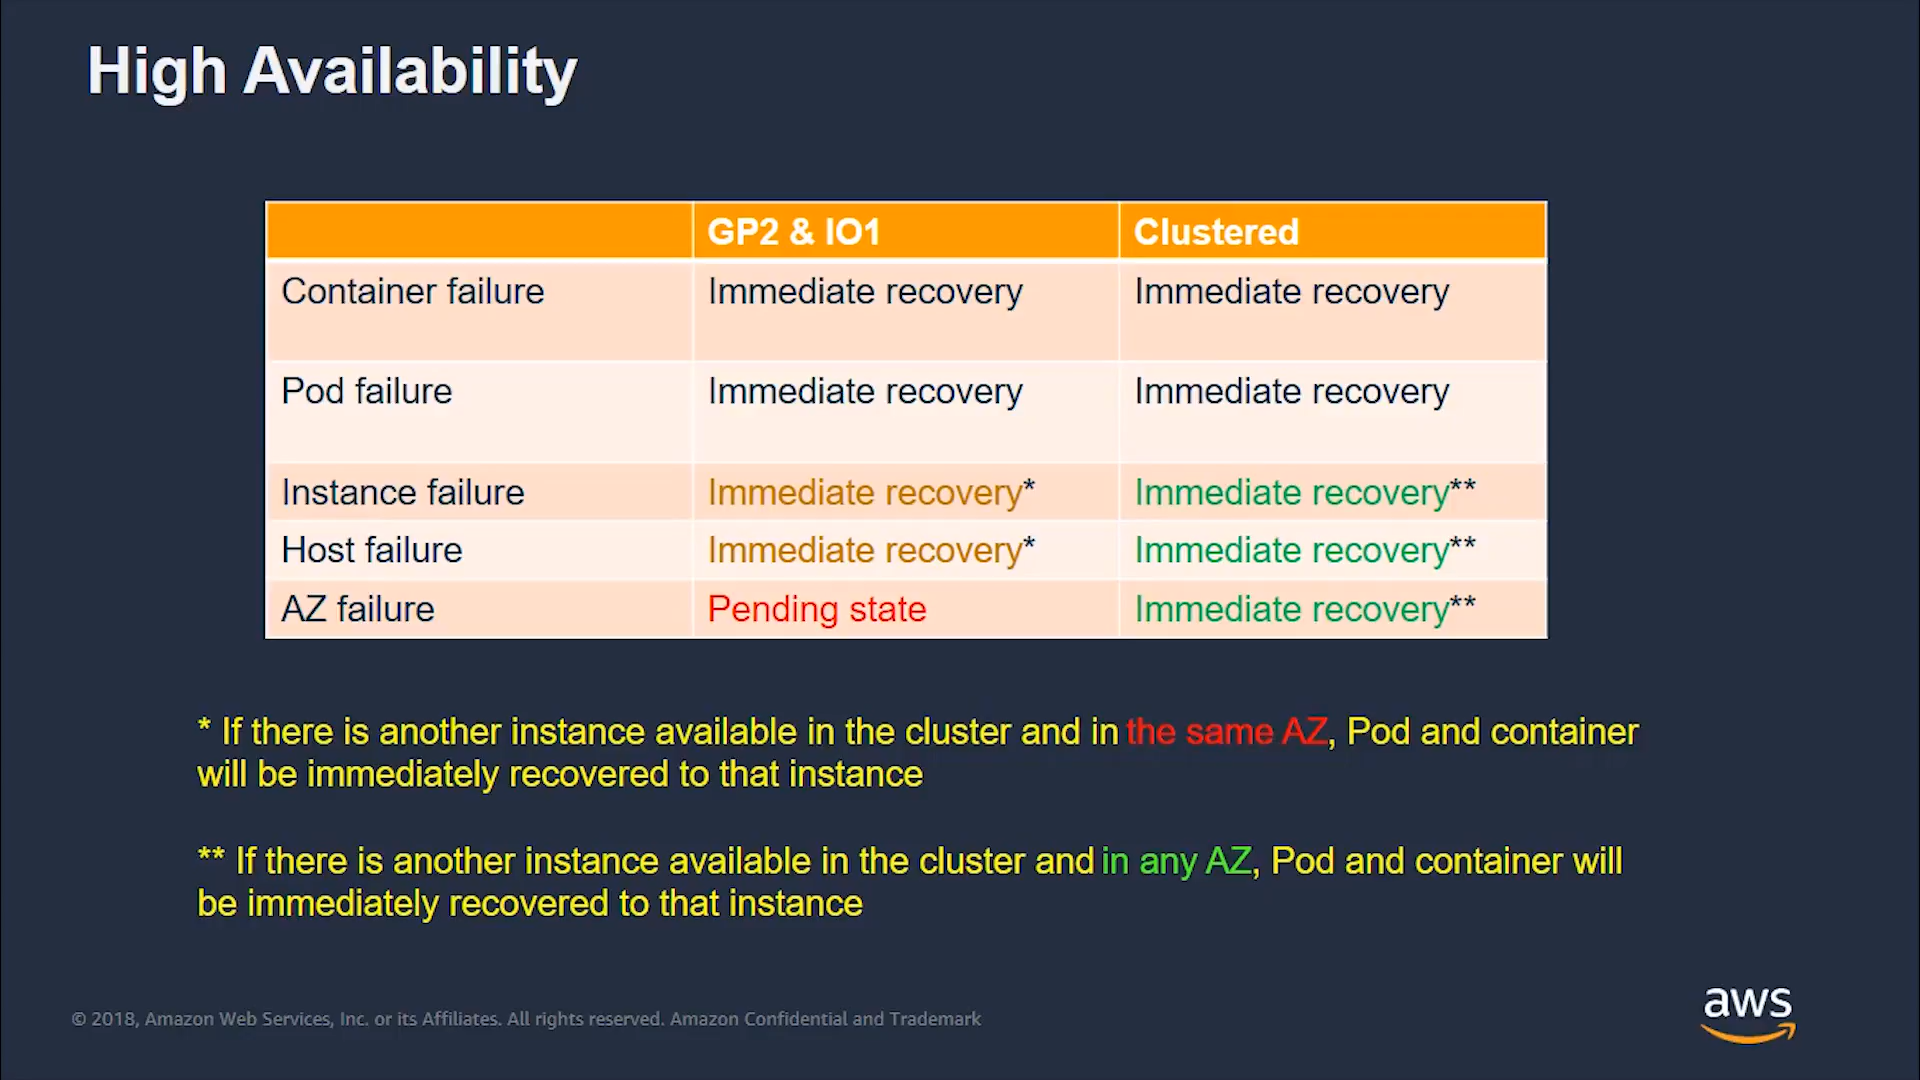 High Availability
GP2 & IO1 Clustered
Container failure Immediate recovery Immediate recovery
Pod failure Immediate recovery Immediate recovery
Instance failure Immediate recovery* Immediate recovery**
Host failure Immediate recovery* Immediate recovery**
AZ failure Pending state Immediate recovery**
* If there is another instance available in the cluster and in the same AZ, Pod and container
will be immediately recovered to that instance
** If there is another instance available in the cluster and in any AZ, Pod and container will
be immediately recovered to that instance
© 2018, Amazon Web Services, Inc. or its Affiliates. All rights reserved. Amazon Confidential and Trademark
aws